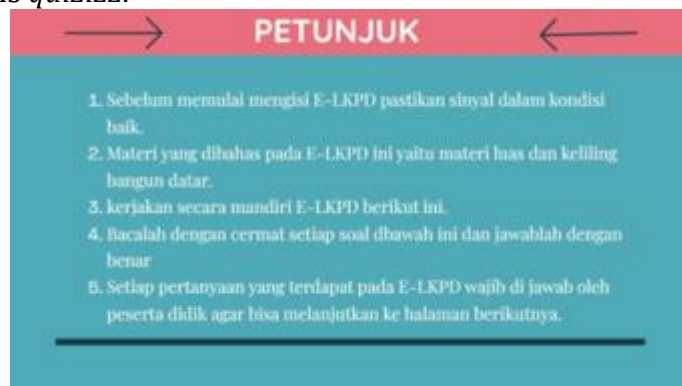 PETUNJUK
1. Sebelum memulai mengisi E-LKPD pastikan sinyal dalam kondisi
baik.
2. Materi yang dibahas pada E-LKPD ini yaitu materi luas dan keliling
bangun datar.
3. kerjakan secara mandiri E-LKPD berikut ini.
4. Bacalah dengan cermat setiap soal dbawah ini dan jawablah dengan
benar
5. Setiap pertanyaan yang terdapat pada E-LKPD wajib di jawab oleh
peserta didik agar bisa melanjutkan ke halaman berikutnya.